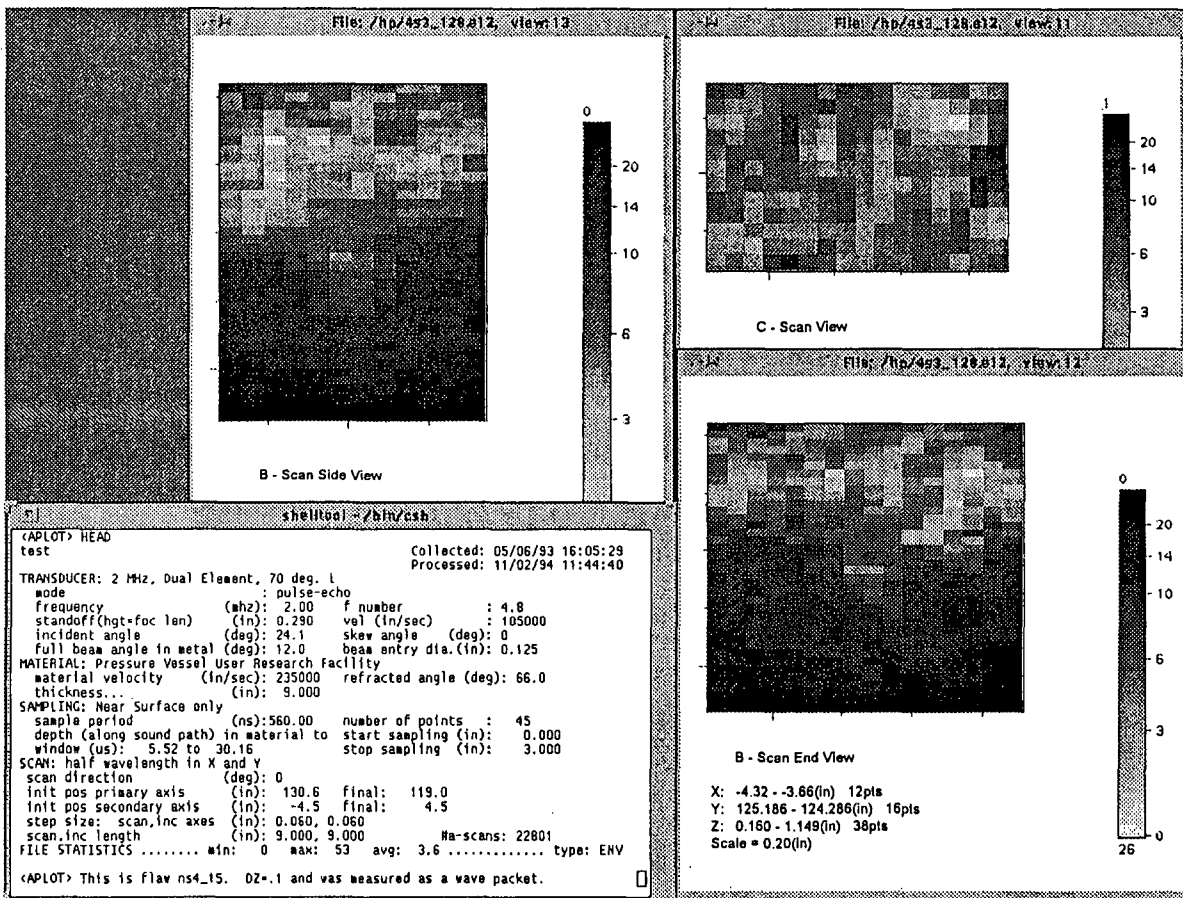 File: /hp/4s3_128.e12, view:13
0
20
14
10
6
3
B - Scan Side View
File: /hp/4s3_128.e12, view:11
1
20
14
10
6
3
C - Scan View
File: /hp/4s3_128.e12, view:12
0
20
14
10
6
3
0
26
B - Scan End View
X: -4.32 - -3.66(in) 12pts
Y: 125.186 - 124.286(in) 16pts
Z: 0.160 - 1.149(in) 38pts
Scale = 0.20(in)
shelltool - /bin/csh
<APLOT> HEAD
test Collected: 05/06/93 16:05:29
Processed: 11/02/94 11:44:40
TRANSDUCER: 2 MHz, Dual Element, 70 deg. L
mode : pulse-echo
frequency (mhz): 2.00 f number : 4.8
standoff(hgt=foc len) (in): 0.290 vel (in/sec) : 105000
incident angle (deg): 24.1 skew angle (deg): 0
full beam angle in metal (deg): 12.0 beam entry dia.(in): 0.125
MATERIAL: Pressure Vessel User Research Facility
material velocity (in/sec): 235000 refracted angle (deg): 66.0
thickness... (in): 9.000
SAMPLING: Near Surface only
sample period (ns):560.00 number of points : 45
depth (along sound path) in material to start sampling (in): 0.000
window (us): 5.52 to 30.16 stop sampling (in): 3.000
SCAN: half wavelength in X and Y
scan direction (deg): 0
init pos primary axis (in): 130.6 final: 119.0
init pos secondary axis (in): -4.5 final: 4.5
step size: scan,inc axes (in): 0.060, 0.060
scan,inc length (in): 9.000, 9.000 #a-scans: 22801
FILE STATISTICS ........ min: 0 max: 53 avg: 3.6 ............. type: ENV
<APLOT> This is flaw ns4_15. DZ=.1 and was measured as a wave packet.